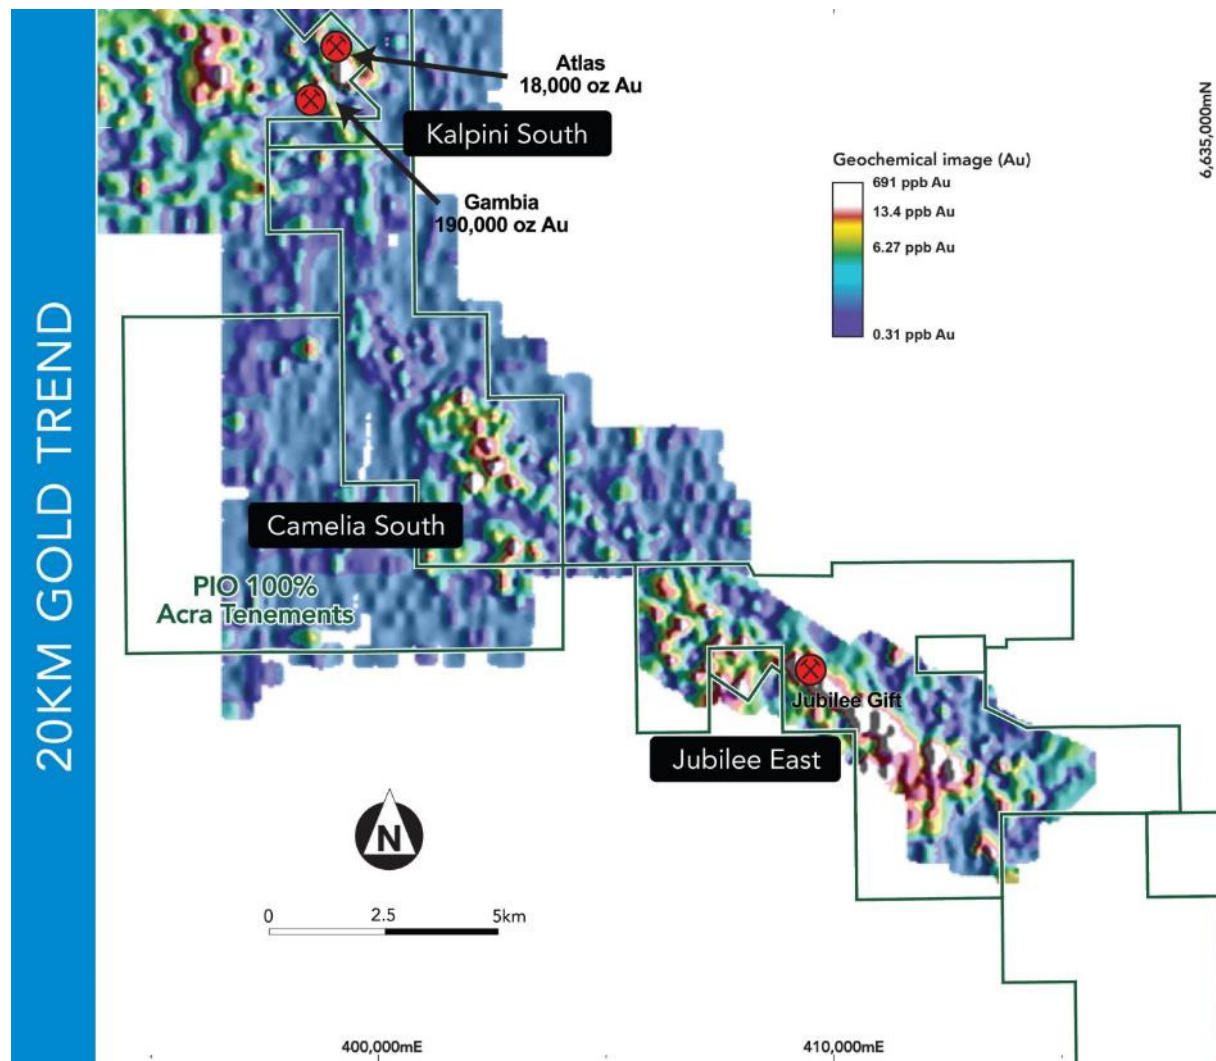 20KM GOLD TREND
Atlas
18,000 oz Au
Kalpini South
Gambia
190,000 oz Au
6,635,000mN
Geochemical image (Au)
691 ppb Au
13.4 ppb Au
6.27 ppb Au
0.31 ppb Au
Camelia South
PIO 100%
Acra Tenements
Jubilee Gift
Jubilee East
N
0 2.5 5km
400,000mE 410,000mE